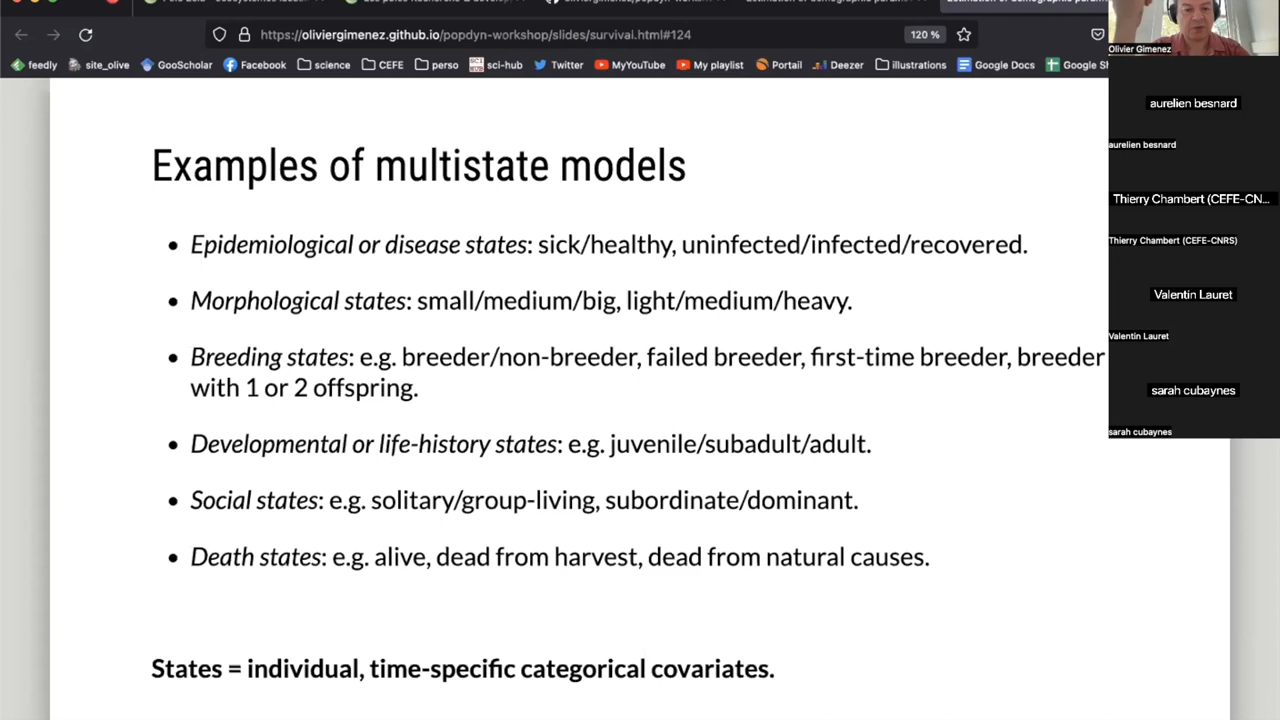 https://oliviergimenez.github.io/popdyn-workshop/slides/survival.html#124
120 %
feedly
site_olive
GooScholar
Facebook
science
CEFE
perso
sci-hub
Twitter
MyYouTube
My playlist
Portail
Deezer
illustrations
Google Docs
Google Sh
Olivier Gimenez
aurelien besnard
aurelien besnard
Thierry Chambert (CEFE-CN...
Thierry Chambert (CEFE-CNRS)
Valentin Lauret
Valentin Lauret
sarah cubaynes
sarah cubaynes
Examples of multistate models
• Epidemiological or disease states: sick/healthy, uninfected/infected/recovered.
• Morphological states: small/medium/big, light/medium/heavy.
• Breeding states: e.g. breeder/non-breeder, failed breeder, first-time breeder, breeder
with 1 or 2 offspring.
• Developmental or life-history states: e.g. juvenile/subadult/adult.
• Social states: e.g. solitary/group-living, subordinate/dominant.
• Death states: e.g. alive, dead from harvest, dead from natural causes.
States = individual, time-specific categorical covariates.